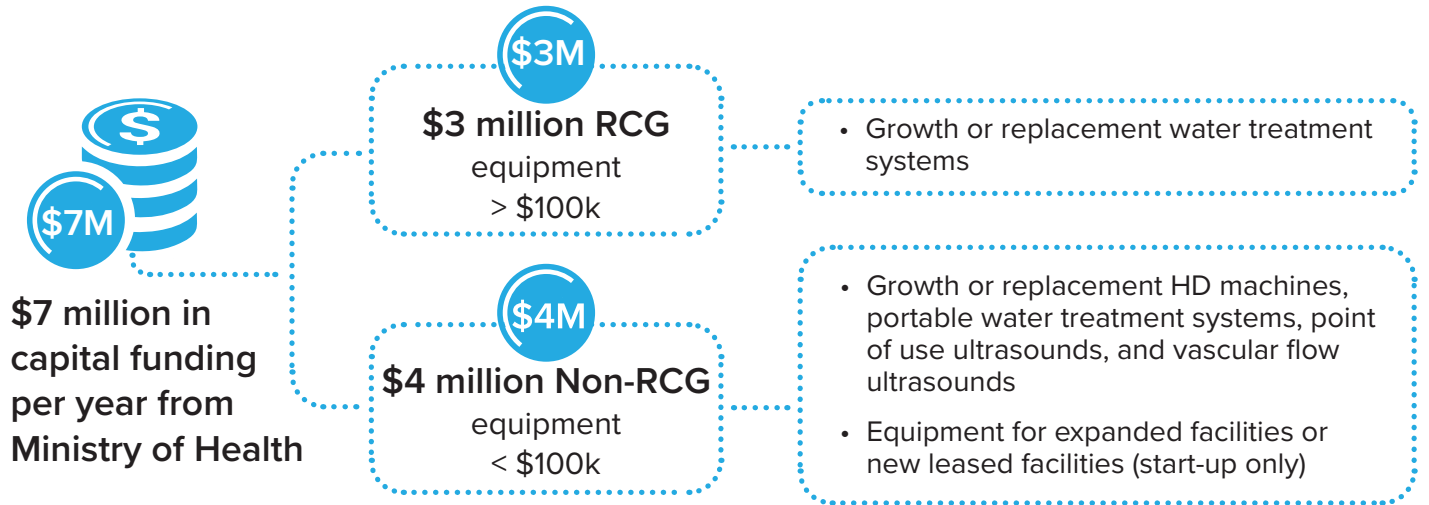 $
$7M
$7 million in
capital funding
per year from
Ministry of Health
$3M
$3 million RCG
equipment
> $100k
• Growth or replacement water treatment
systems
$4M
$4 million Non-RCG
equipment
< $100k
• Growth or replacement HD machines,
portable water treatment systems, point
of use ultrasounds, and vascular flow
ultrasounds
• Equipment for expanded facilities or
new leased facilities (start-up only)